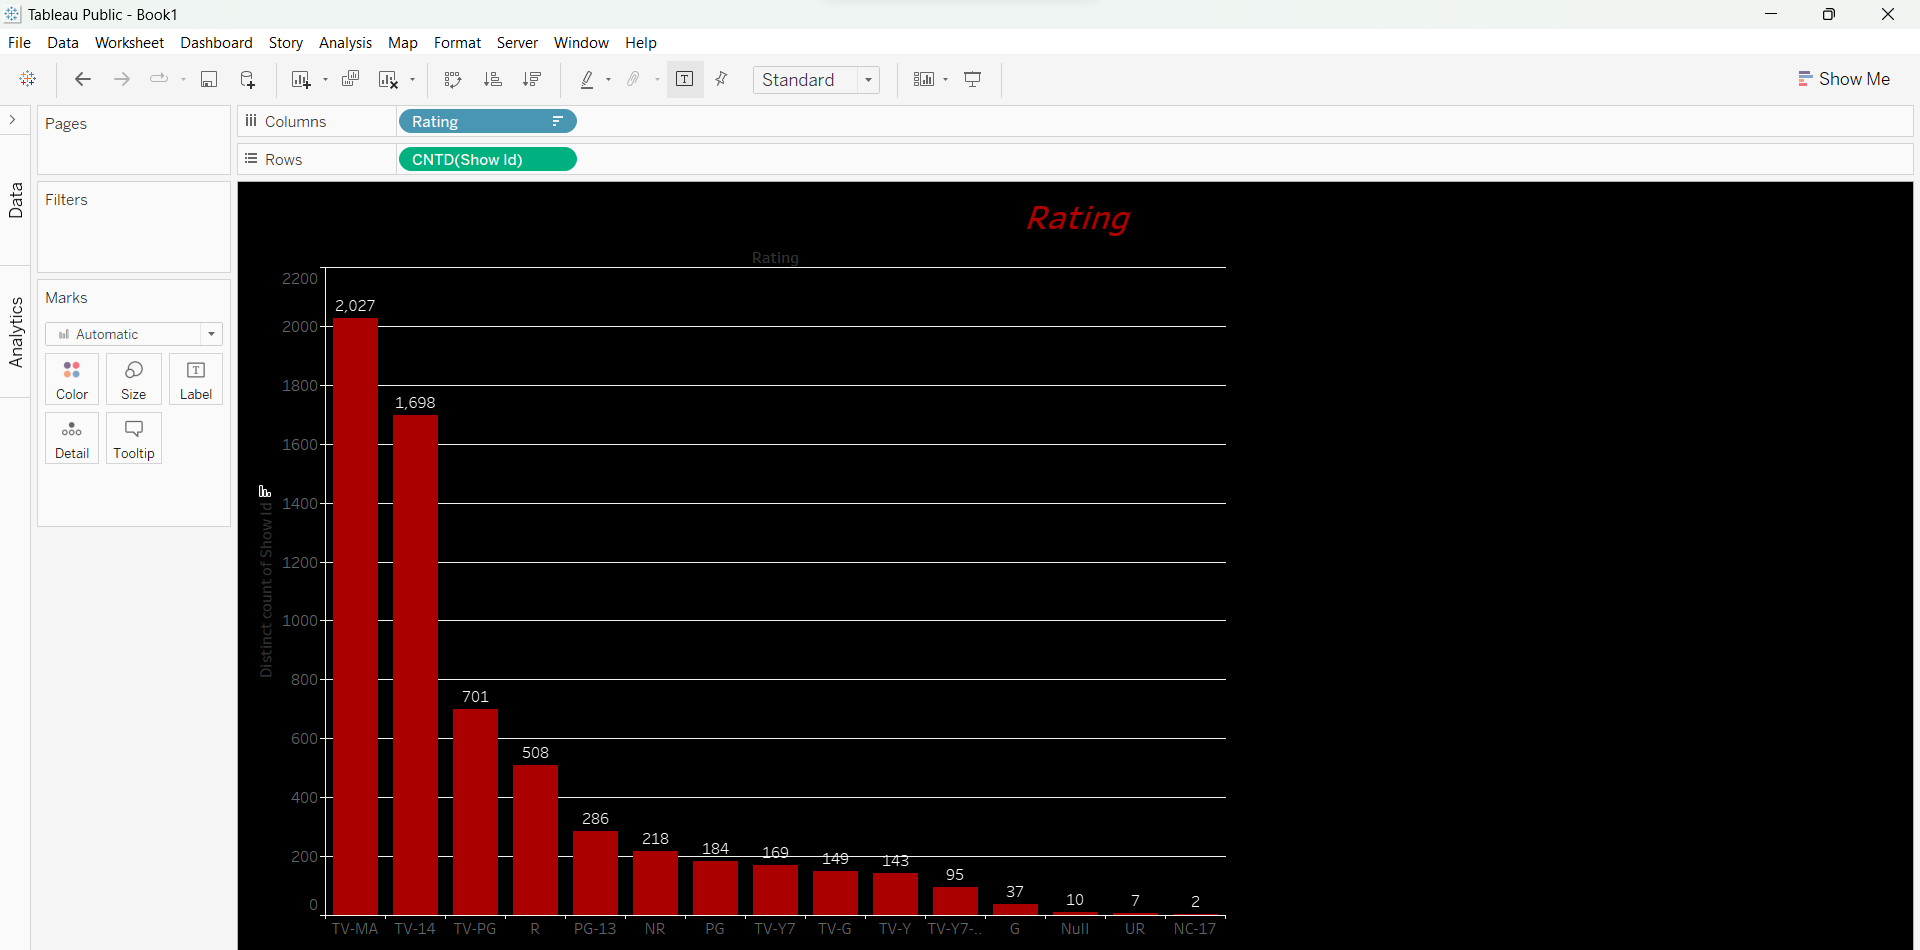 Tableau Public - Book1
File Data Worksheet Dashboard Story Analysis Map Format Server Window Help
Standard
Show Me
Data
Analytics
Pages
Filters
Marks
Automatic
Color Size Label
Detail Tooltip
Columns Rating
Rows CNTD(Show Id)
Rating
Rating
Distinct count of Show Id
2200
2000
1800
1600
1400
1200
1000
800
600
400
200
0
2,027
1,698
701
508
286
218
184
169
149
143
95
37
10
7
2
TV-MA TV-14 TV-PG R PG-13 NR PG TV-Y7 TV-G TV-Y TV-Y7-.. G Null UR NC-17